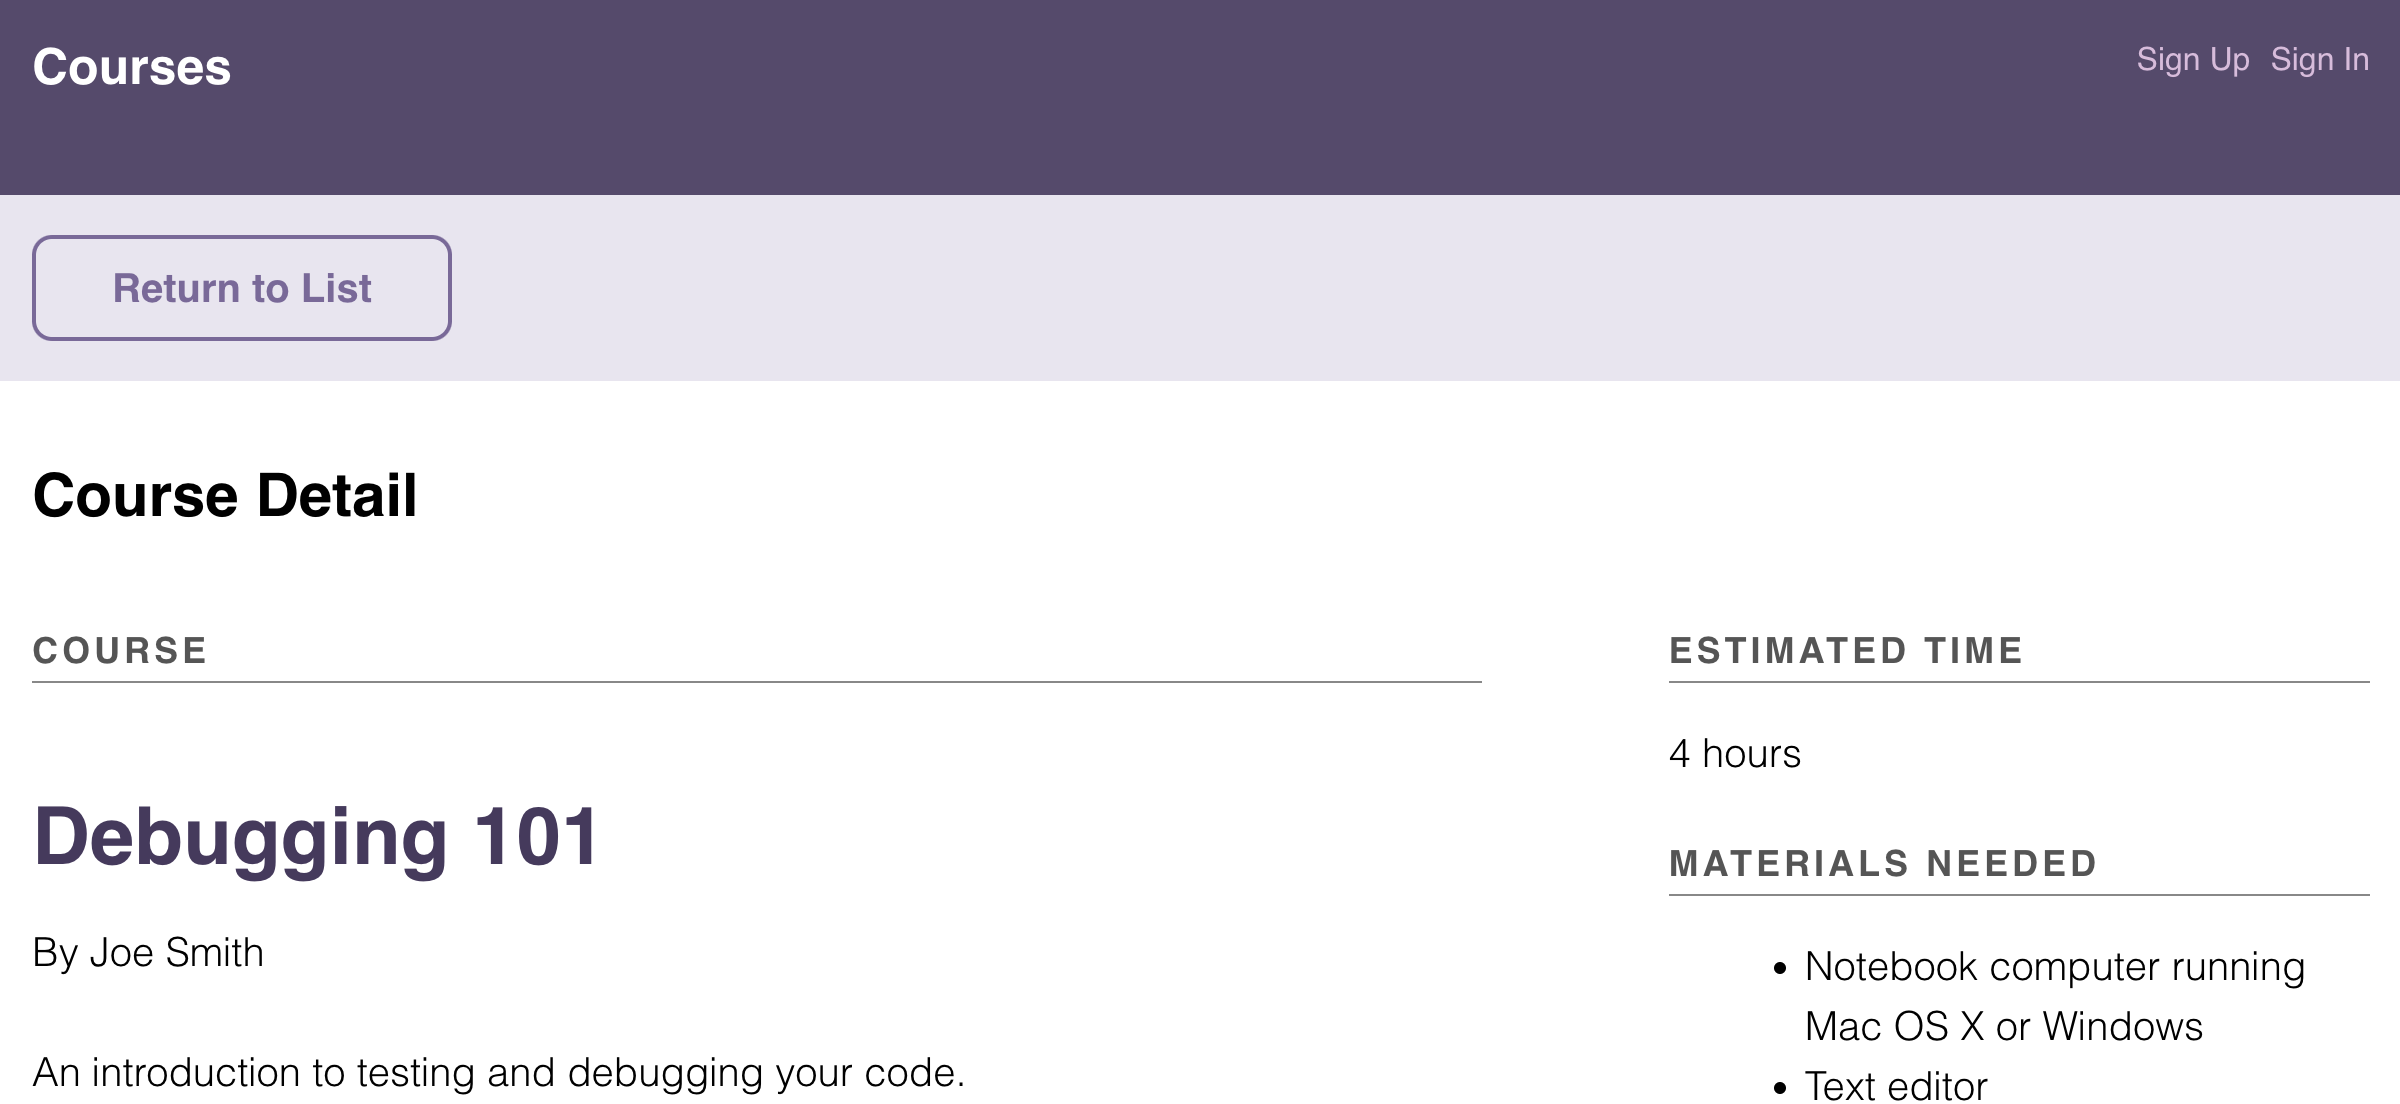 Courses
Sign Up Sign In
Return to List
Course Detail
COURSE
Debugging 101
By Joe Smith
An introduction to testing and debugging your code.
ESTIMATED TIME
4 hours
MATERIALS NEEDED
• Notebook computer running
Mac OS X or Windows
• Text editor